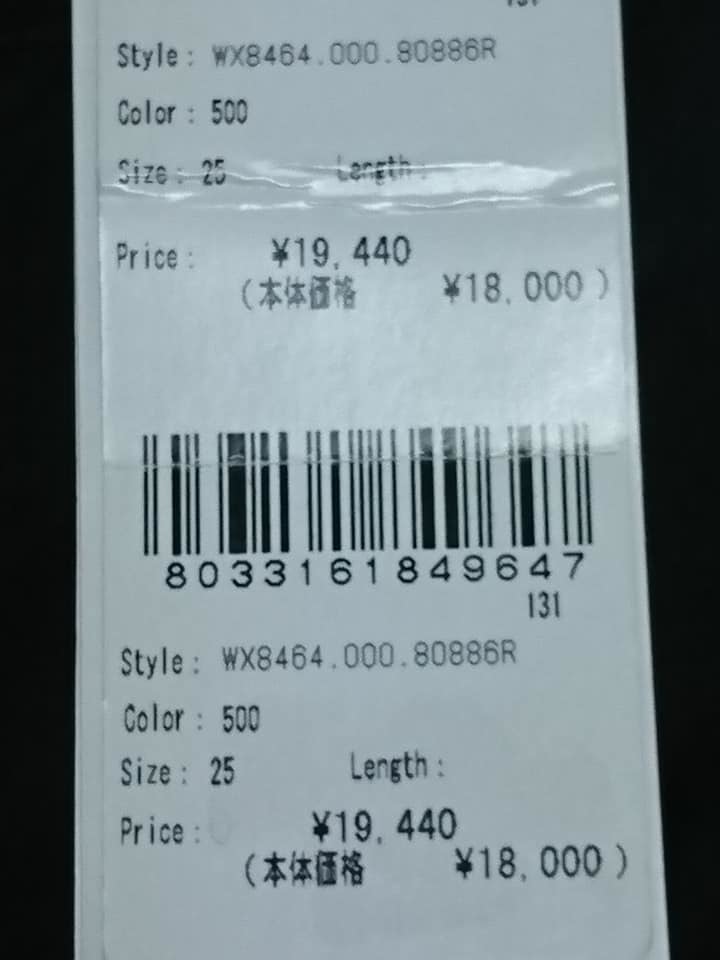 Style : WX8464.000.80886R
Color : 500
Size : 25 Length :
Price : ¥19,440
(本体価格 ¥18,000)
8033161849647
131
Style : WX8464.000.80886R
Color : 500
Size : 25 Length :
Price : ¥19,440
(本体価格 ¥18,000)